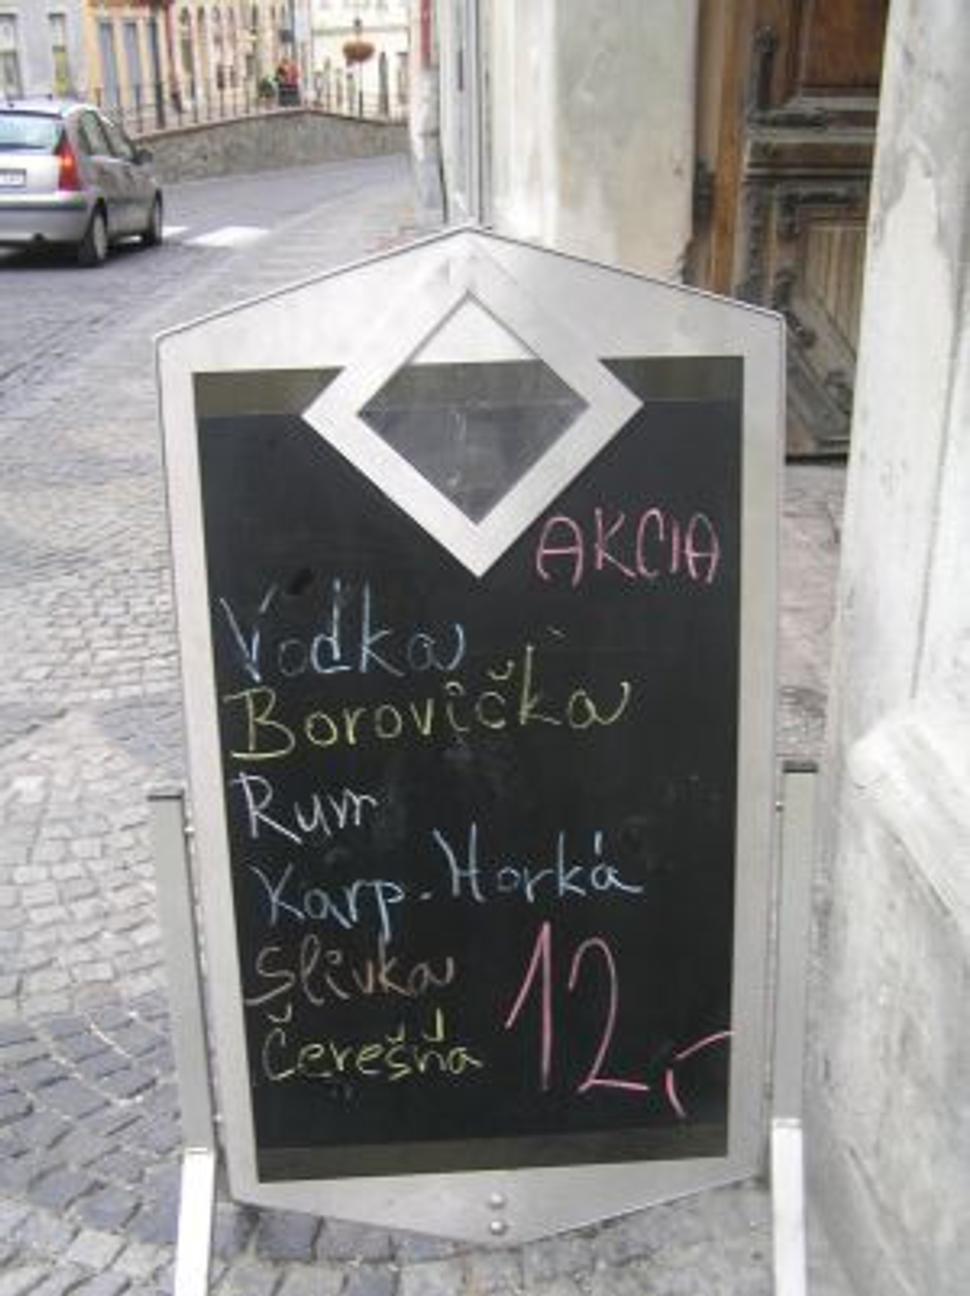 AKCIA
Vodka
Borovička
Rum
Karp. Horká
Slivka
Čerešňa
12,-